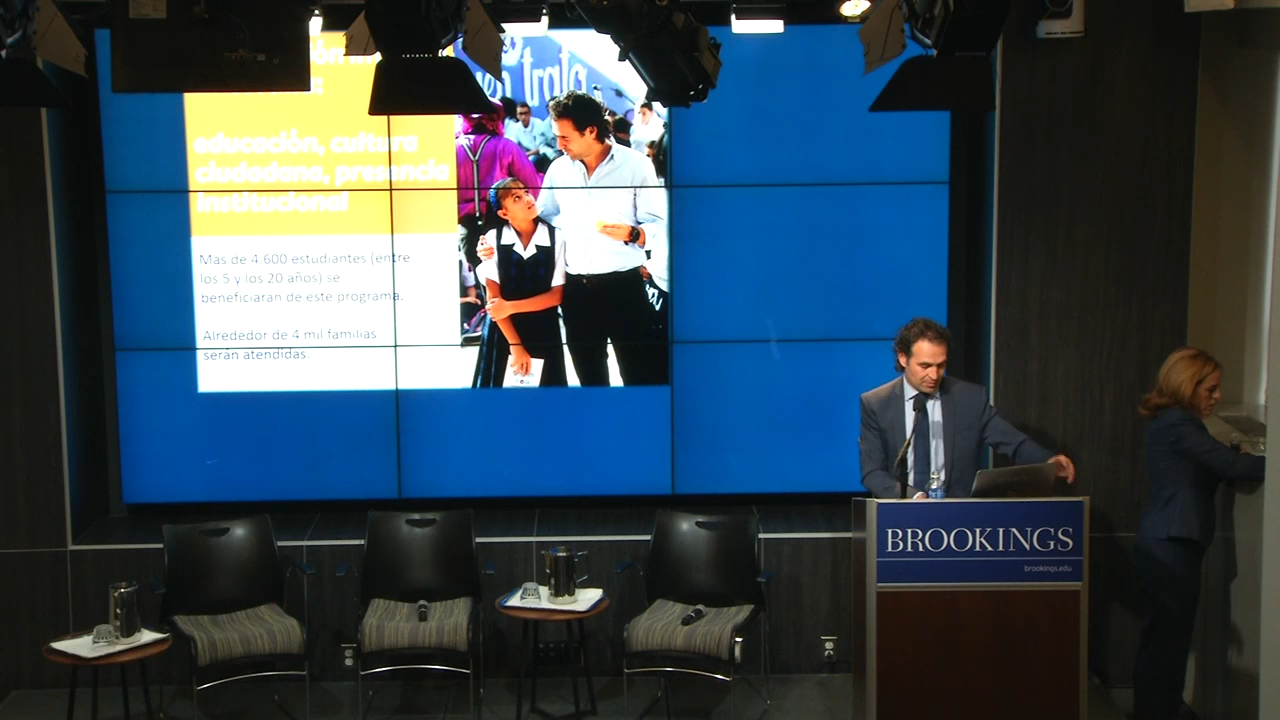 educación, cultura
ciudadana, presencia
institucional
Mas de 4.600 estudiantes (entre
los 5 y los 20 años) se
beneficiaran de este programa.
Alrededor de 4 mil familias
serán atendidas.
trata
BROOKINGS
brookings.edu